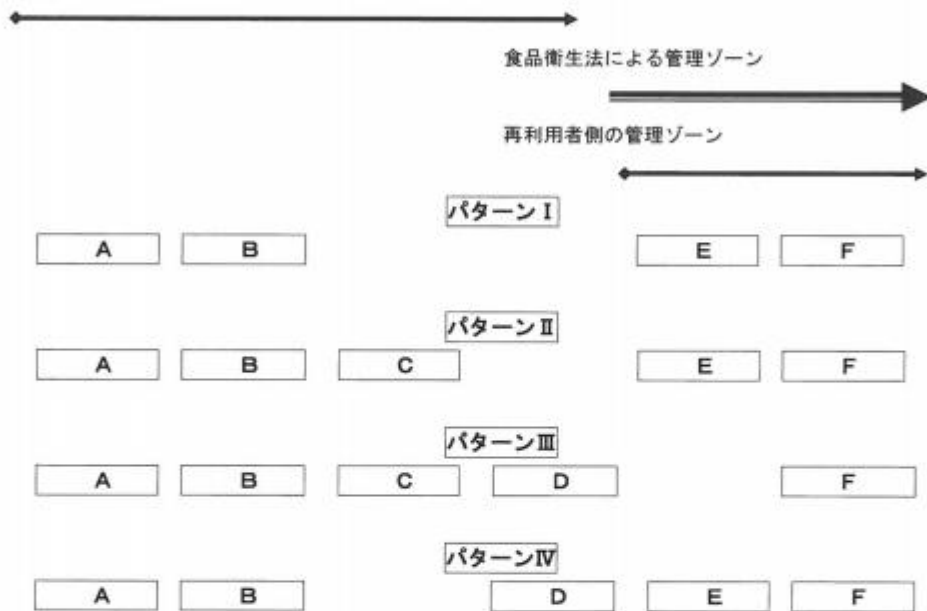 食品衛生法による管理ゾーン
再利用者側の管理ゾーン
パターンⅠ
A B E F
パターンⅡ
A B C E F
パターンⅢ
A B C D F
パターンⅣ
A B D E F